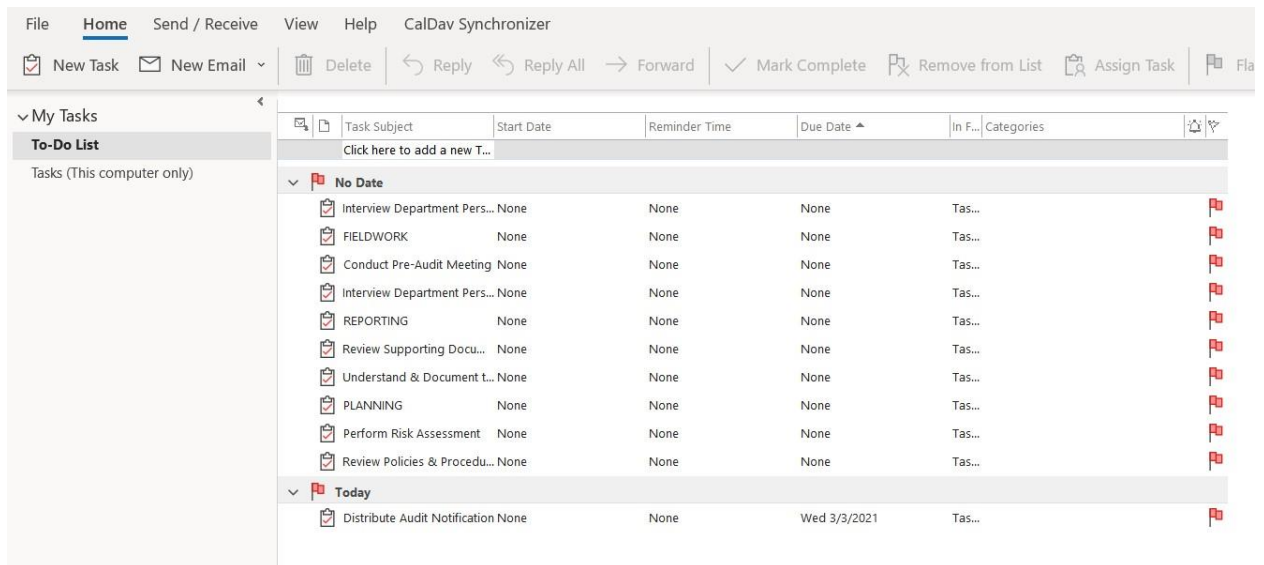 File Home Send / Receive View Help CalDav Synchronizer
New Task New Email Delete Reply Reply All Forward Mark Complete Remove from List Assign Task Fla
My Tasks
To-Do List
Tasks (This computer only)
Task Subject Start Date Reminder Time Due Date In F... Categories
Click here to add a new T...
No Date
Interview Department Pers... None None None Tas...
FIELDWORK None None None Tas...
Conduct Pre-Audit Meeting None None None Tas...
Interview Department Pers... None None None Tas...
REPORTING None None None Tas...
Review Supporting Docu... None None None Tas...
Understand & Document t... None None None Tas...
PLANNING None None None Tas...
Perform Risk Assessment None None None Tas...
Review Policies & Procedu... None None None Tas...
Today
Distribute Audit Notification None None Wed 3/3/2021 Tas...